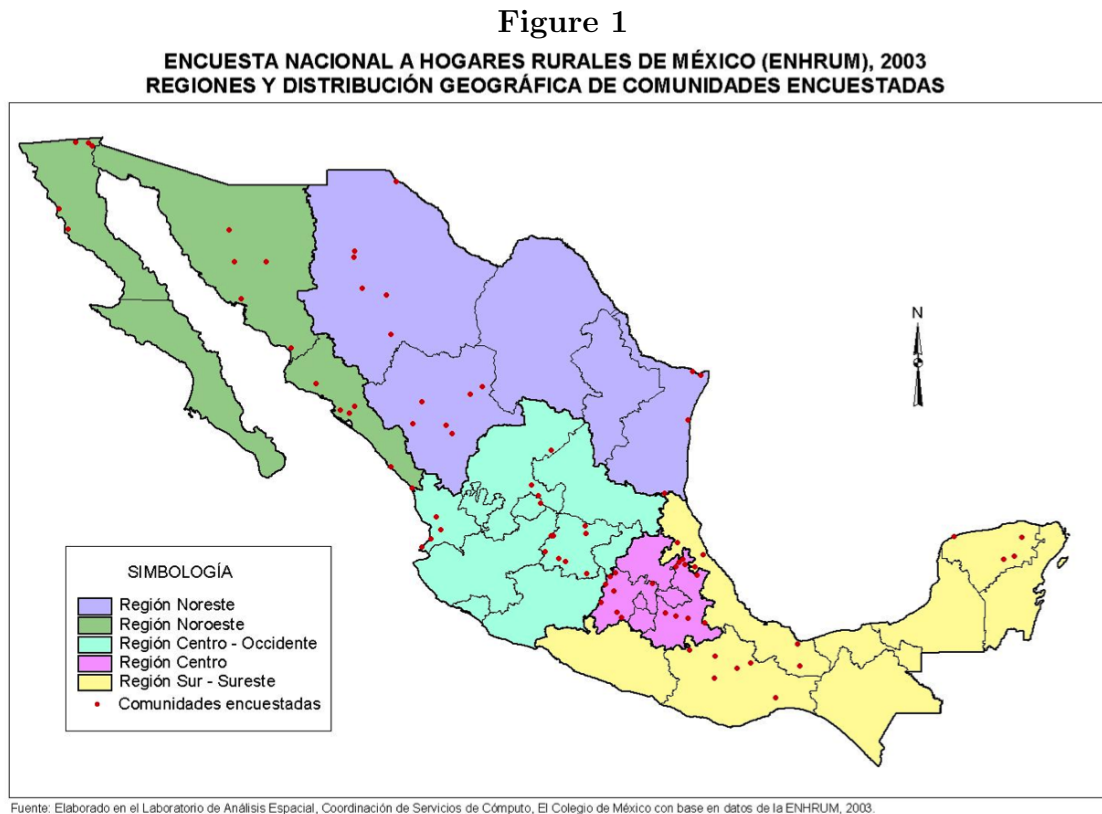 Figure 1
ENCUESTA NACIONAL A HOGARES RURALES DE MÉXICO (ENHRUM), 2003
REGIONES Y DISTRIBUCIÓN GEOGRÁFICA DE COMUNIDADES ENCUESTADAS
N
SIMBOLOGÍA
Región Noreste
Región Noroeste
Región Centro - Occidente
Región Centro
Región Sur - Sureste
Comunidades encuestadas
Fuente: Elaborado en el Laboratorio de Análisis Espacial, Coordinación de Servicios de Cómputo, El Colegio de México con base en datos de la ENHRUM, 2003.